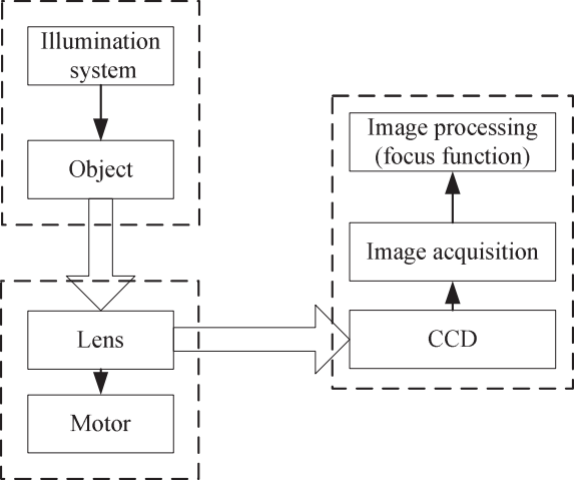 Illumination
system
Object
Lens
Motor
Image processing
(focus function)
Image acquisition
CCD